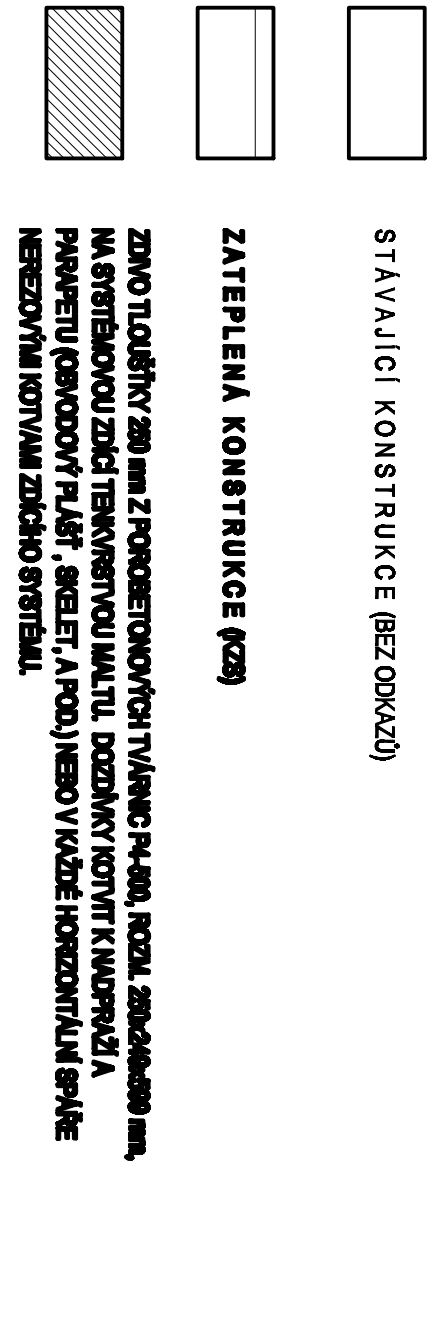 STÁVAJÍCÍ KONSTRUKCE (BEZ ODKAZŮ)
ZATEPLENÁ KONSTRUKCE (KZS)
ZDIVO TLOUŠŤKY 250 mm Z POROBETONOVÝCH TVÁRNIC P4-500, ROZM. 250x249x599 mm,
NA SYSTÉMOVOU ZDÍCÍ TENKVRSTVOU MALTU. DOZDÍVKY KOTVIT K NADPRAŽÍ A
PARAPETU (OBVODOVÝ PLÁŠŤ , SKELET, A POD.) NEBO V KAŽDÉ HORIZONTÁLNÍ SPÁŘE
NEREZOVÝMI KOTVAMI ZDÍCÍHO SYSTÉMU.